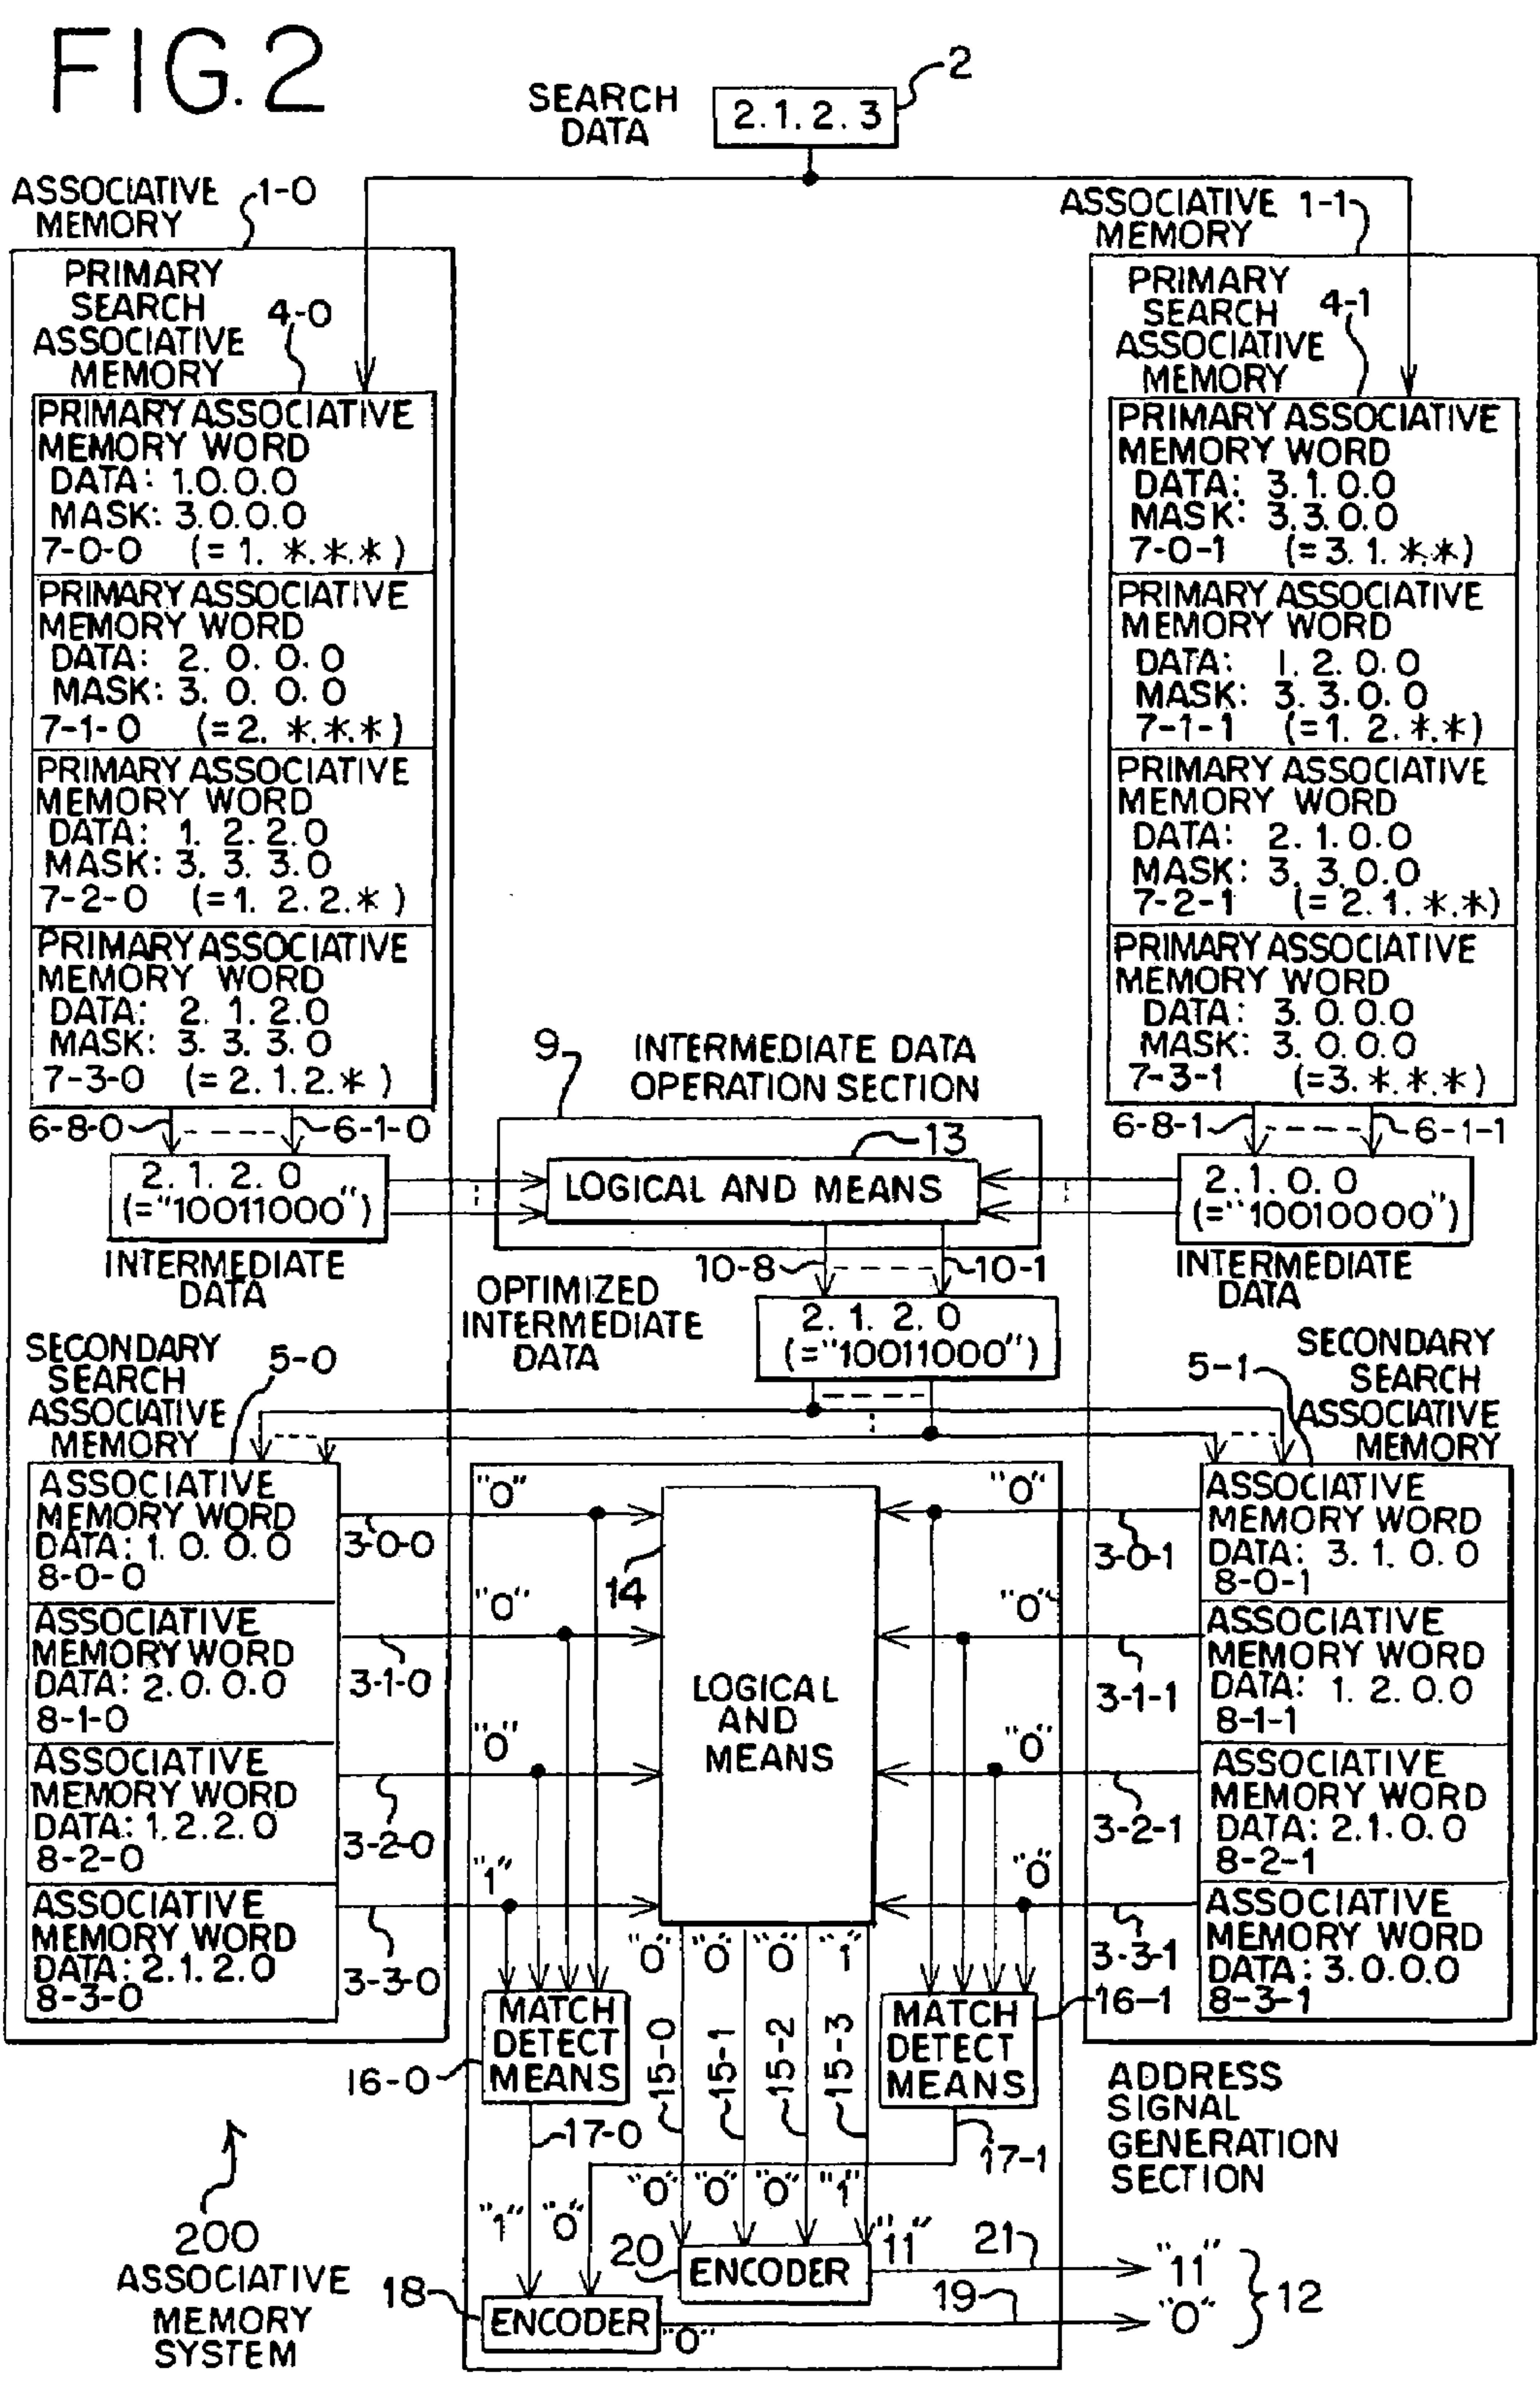 FIG. 2
SEARCH
DATA
2.1.2.3
2
ASSOCIATIVE
MEMORY
1-0
PRIMARY
SEARCH
ASSOCIATIVE
MEMORY
4-0
PRIMARY ASSOCIATIVE
MEMORY WORD
DATA: 1.0.0.0
MASK: 3.0.0.0
7-0-0 (=1.*.*.*)
PRIMARY ASSOCIATIVE
MEMORY WORD
DATA: 2.0.0.0
MASK: 3.0.0.0
7-1-0 (=2.*.*.*)
PRIMARY ASSOCIATIVE
MEMORY WORD
DATA: 1.2.2.0
MASK: 3.3.3.0
7-2-0 (=1.2.2.*)
PRIMARY ASSOCIATIVE
MEMORY WORD
DATA: 2.1.2.0
MASK: 3.3.3.0
7-3-0 (=2.1.2.*)
6-8-0
6-1-0
2.1.2.0
(="10011000")
INTERMEDIATE
DATA
ASSOCIATIVE
MEMORY
1-1
PRIMARY
SEARCH
ASSOCIATIVE
MEMORY
4-1
PRIMARY ASSOCIATIVE
MEMORY WORD
DATA: 3.1.0.0
MASK: 3.3.0.0
7-0-1 (=3.1.*.*)
PRIMARY ASSOCIATIVE
MEMORY WORD
DATA: 1.2.0.0
MASK: 3.3.0.0
7-1-1 (=1.2.*.*)
PRIMARY ASSOCIATIVE
MEMORY WORD
DATA: 2.1.0.0
MASK: 3.3.0.0
7-2-1 (=2.1.*.*)
PRIMARY ASSOCIATIVE
MEMORY WORD
DATA: 3.0.0.0
MASK: 3.0.0.0
7-3-1 (=3.*.*.*)
6-8-1
6-1-1
2.1.0.0
(="10010000")
INTERMEDIATE
DATA
9
INTERMEDIATE DATA
OPERATION SECTION
13
LOGICAL AND MEANS
10-8
10-1
OPTIMIZED
INTERMEDIATE
DATA
2.1.2.0
(="10011000")
SECONDARY
SEARCH
ASSOCIATIVE
MEMORY
5-0
ASSOCIATIVE
MEMORY WORD
DATA: 1.0.0.0
8-0-0
ASSOCIATIVE
MEMORY WORD
DATA: 2.0.0.0
8-1-0
ASSOCIATIVE
MEMORY WORD
DATA: 1.2.2.0
8-2-0
ASSOCIATIVE
MEMORY WORD
DATA: 2.1.2.0
8-3-0
3-0-0
3-1-0
3-2-0
3-3-0
"0"
"0"
"0"
"1"
14
LOGICAL
AND
MEANS
"0"
"0"
"0"
"0"
3-0-1
3-1-1
3-2-1
3-3-1
SECONDARY
SEARCH
ASSOCIATIVE
MEMORY
5-1
ASSOCIATIVE
MEMORY WORD
DATA: 3.1.0.0
8-0-1
ASSOCIATIVE
MEMORY WORD
DATA: 1.2.0.0
8-1-1
ASSOCIATIVE
MEMORY WORD
DATA: 2.1.0.0
8-2-1
ASSOCIATIVE
MEMORY WORD
DATA: 3.0.0.0
8-3-1
"0" "0" "0" "1"
MATCH
DETECT
MEANS
16-0
15-0
15-1
15-2
15-3
MATCH
DETECT
MEANS
16-1
17-0
17-1
"0" "0" "0" "1"
"1" "0"
20
ENCODER
"11"
21
"11"
18
ENCODER
"0"
19
"0"
12
ADDRESS
SIGNAL
GENERATION
SECTION
200
ASSOCIATIVE
MEMORY
SYSTEM